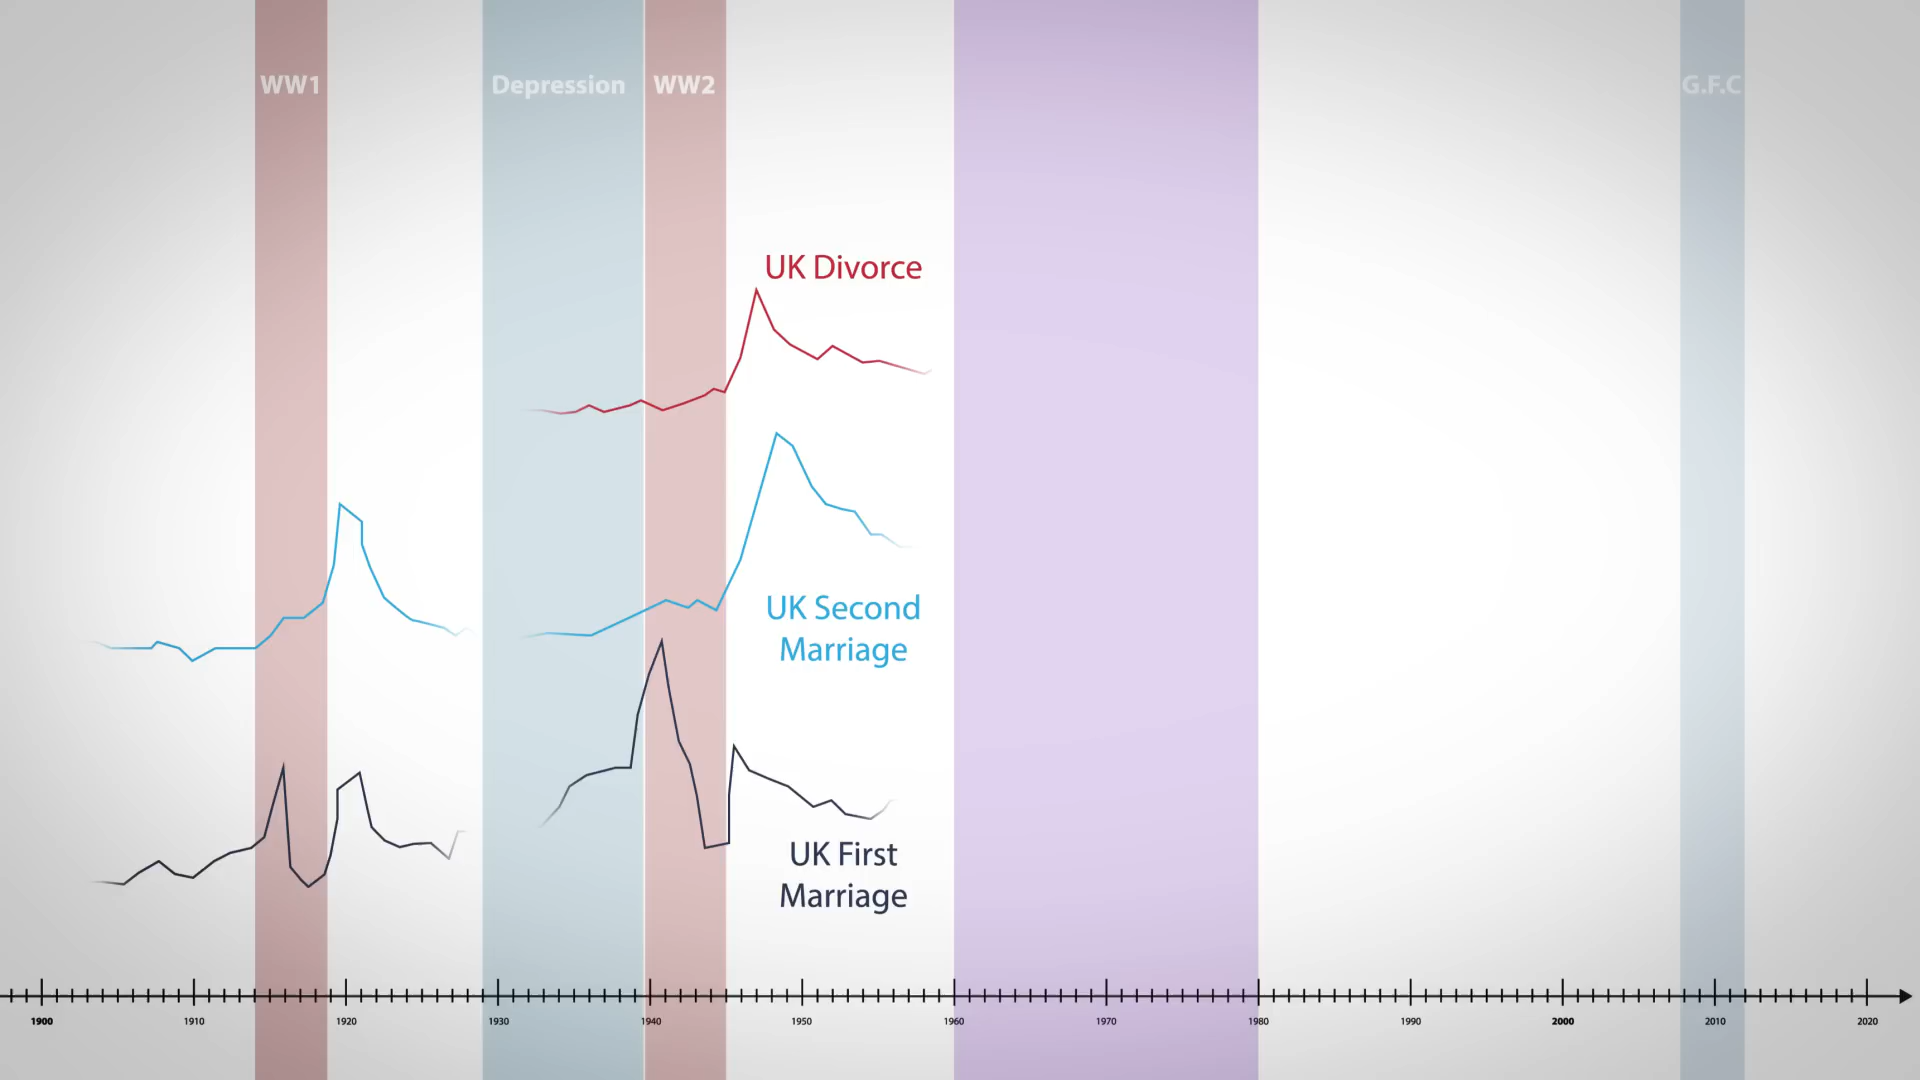 WW1
Depression
WW2
G.F.C
UK Divorce
UK Second
Marriage
UK First
Marriage
1900
1910
1920
1930
1940
1950
1960
1970
1980
1990
2000
2010
2020